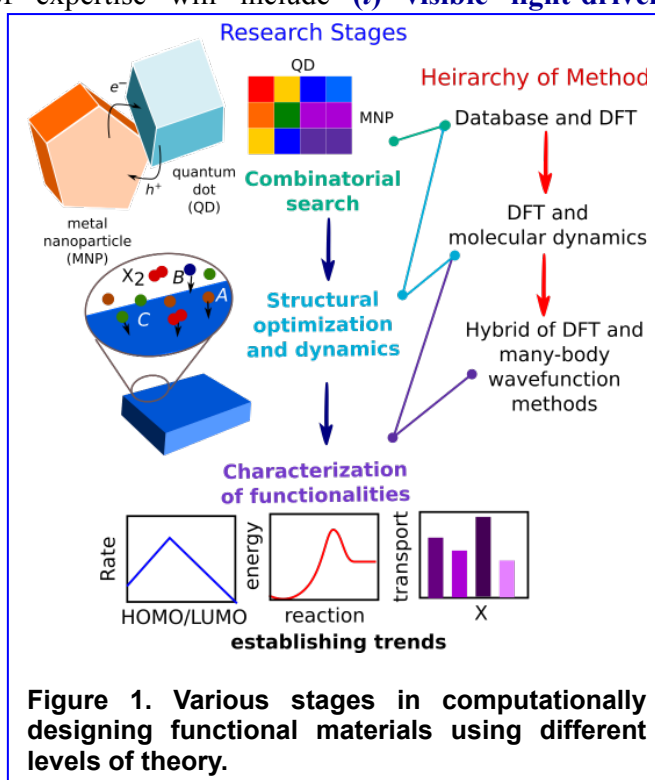 of expertise will include (i) visible light-driven
Research Stages
QD
MNP
e⁻
h⁺
quantum
dot
(QD)
metal
nanoparticle
(MNP)
Combinatorial
search
Heirarchy of Method
Database and DFT
DFT and
molecular dynamics
Hybrid of DFT and
many-body
wavefunction
methods
X₂
B
A
C
Structural
optimization
and dynamics
Characterization
of functionalities
Rate
HOMO/LUMO
energy
reaction
transport
X
establishing trends
Figure 1. Various stages in computationally
designing functional materials using different
levels of theory.